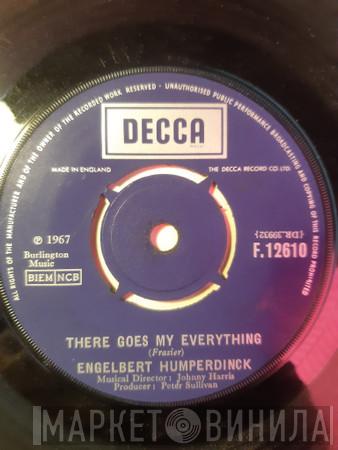 ALL RIGHTS OF THE MANUFACTURER AND OF THE OWNER OF THE RECORDED WORK RESERVED · UNAUTHORISED PUBLIC PERFORMANCE BROADCASTING AND COPYING OF THIS RECORD PROHIBITED
DECCA
MADE IN ENGLAND
THE DECCA RECORD CO LTD.
℗ 1967
Burlington
Music
BIEM NCB
(DR.39932)
F.12610
THERE GOES MY EVERYTHING
(Frazier)
ENGELBERT HUMPERDINCK
Musical Director: Johnny Harris
Producer: Peter Sullivan
МАРКЕТ ВИНИЛА